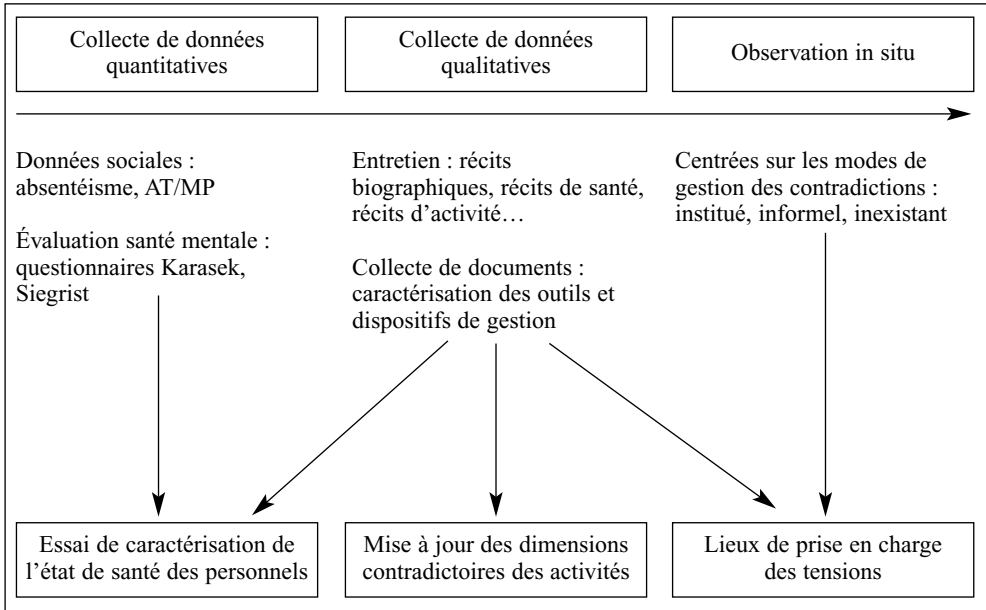 Collecte de données
quantitatives
Collecte de données
qualitatives
Observation in situ
Données sociales :
absentéisme, AT/MP
Évaluation santé mentale :
questionnaires Karasek,
Siegrist
Entretien : récits
biographiques, récits de santé,
récits d’activité…
Collecte de documents :
caractérisation des outils et
dispositifs de gestion
Centrées sur les modes de
gestion des contradictions :
institué, informel, inexistant
Essai de caractérisation de
l’état de santé des personnels
Mise à jour des dimensions
contradictoires des activités
Lieux de prise en charge
des tensions